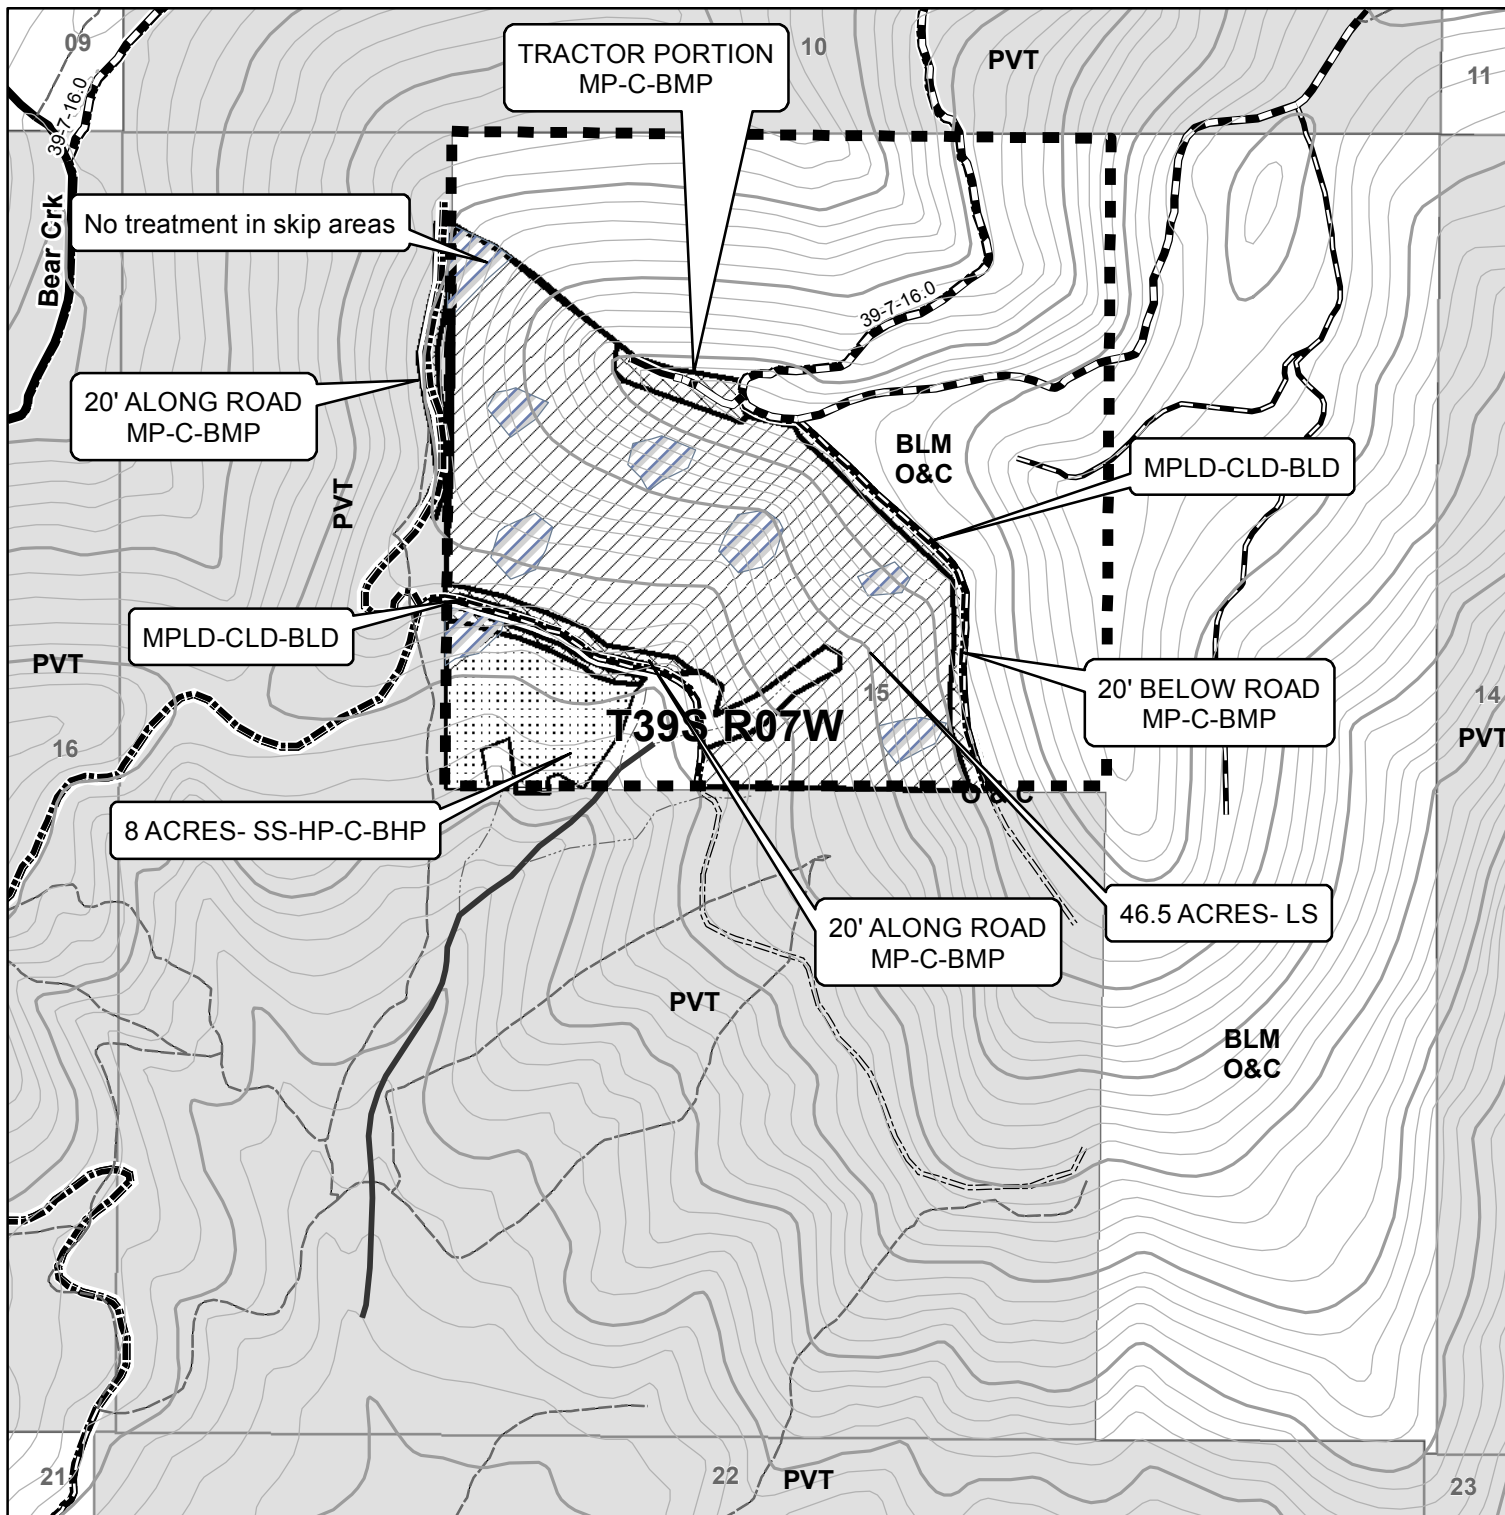 09
10
11
PVT
TRACTOR PORTION
MP-C-BMP
39-7-16.0
Bear Crk
No treatment in skip areas
39-7-16.0
20' ALONG ROAD
MP-C-BMP
BLM
O&C
MPLD-CLD-BLD
PVT
MPLD-CLD-BLD
PVT
20' BELOW ROAD
MP-C-BMP
15
14
PVT
16
T39S R07W
O & C
8 ACRES- SS-HP-C-BHP
46.5 ACRES- LS
20' ALONG ROAD
MP-C-BMP
PVT
BLM
O&C
21
22
PVT
23